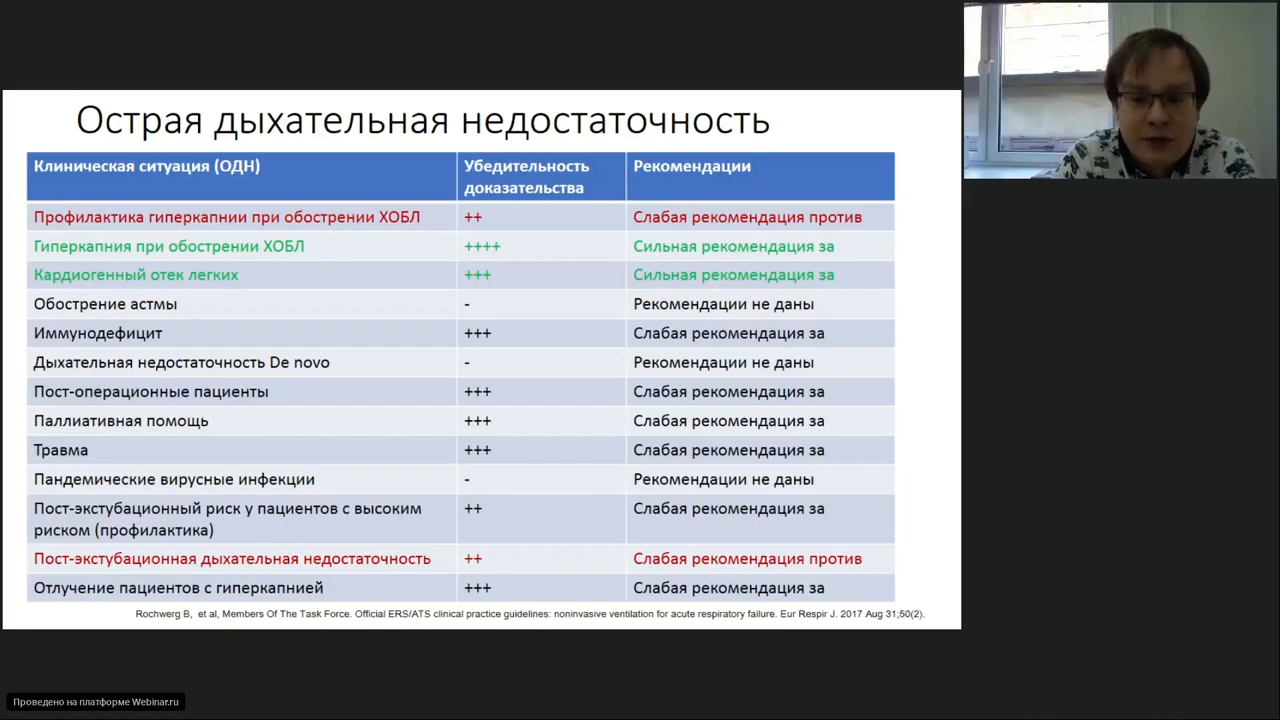 Острая дыхательная недостаточность
Клиническая ситуация (ОДН) Убедительность доказательства Рекомендации
Профилактика гиперкапнии при обострении ХОБЛ ++ Слабая рекомендация против
Гиперкапния при обострении ХОБЛ ++++ Сильная рекомендация за
Кардиогенный отек легких +++ Сильная рекомендация за
Обострение астмы - Рекомендации не даны
Иммунодефицит +++ Слабая рекомендация за
Дыхательная недостаточность De novo - Рекомендации не даны
Пост-операционные пациенты +++ Слабая рекомендация за
Паллиативная помощь +++ Слабая рекомендация за
Травма +++ Слабая рекомендация за
Пандемические вирусные инфекции - Рекомендации не даны
Пост-экстубационный риск у пациентов с высоким риском (профилактика) ++ Слабая рекомендация за
Пост-экстубационная дыхательная недостаточность ++ Слабая рекомендация против
Отлучение пациентов с гиперкапнией +++ Слабая рекомендация за
Rochwerg B, et al, Members Of The Task Force. Official ERS/ATS clinical practice guidelines: noninvasive ventilation for acute respiratory failure. Eur Respir J. 2017 Aug 31;50(2).
Проведено на платформе Webinar.ru